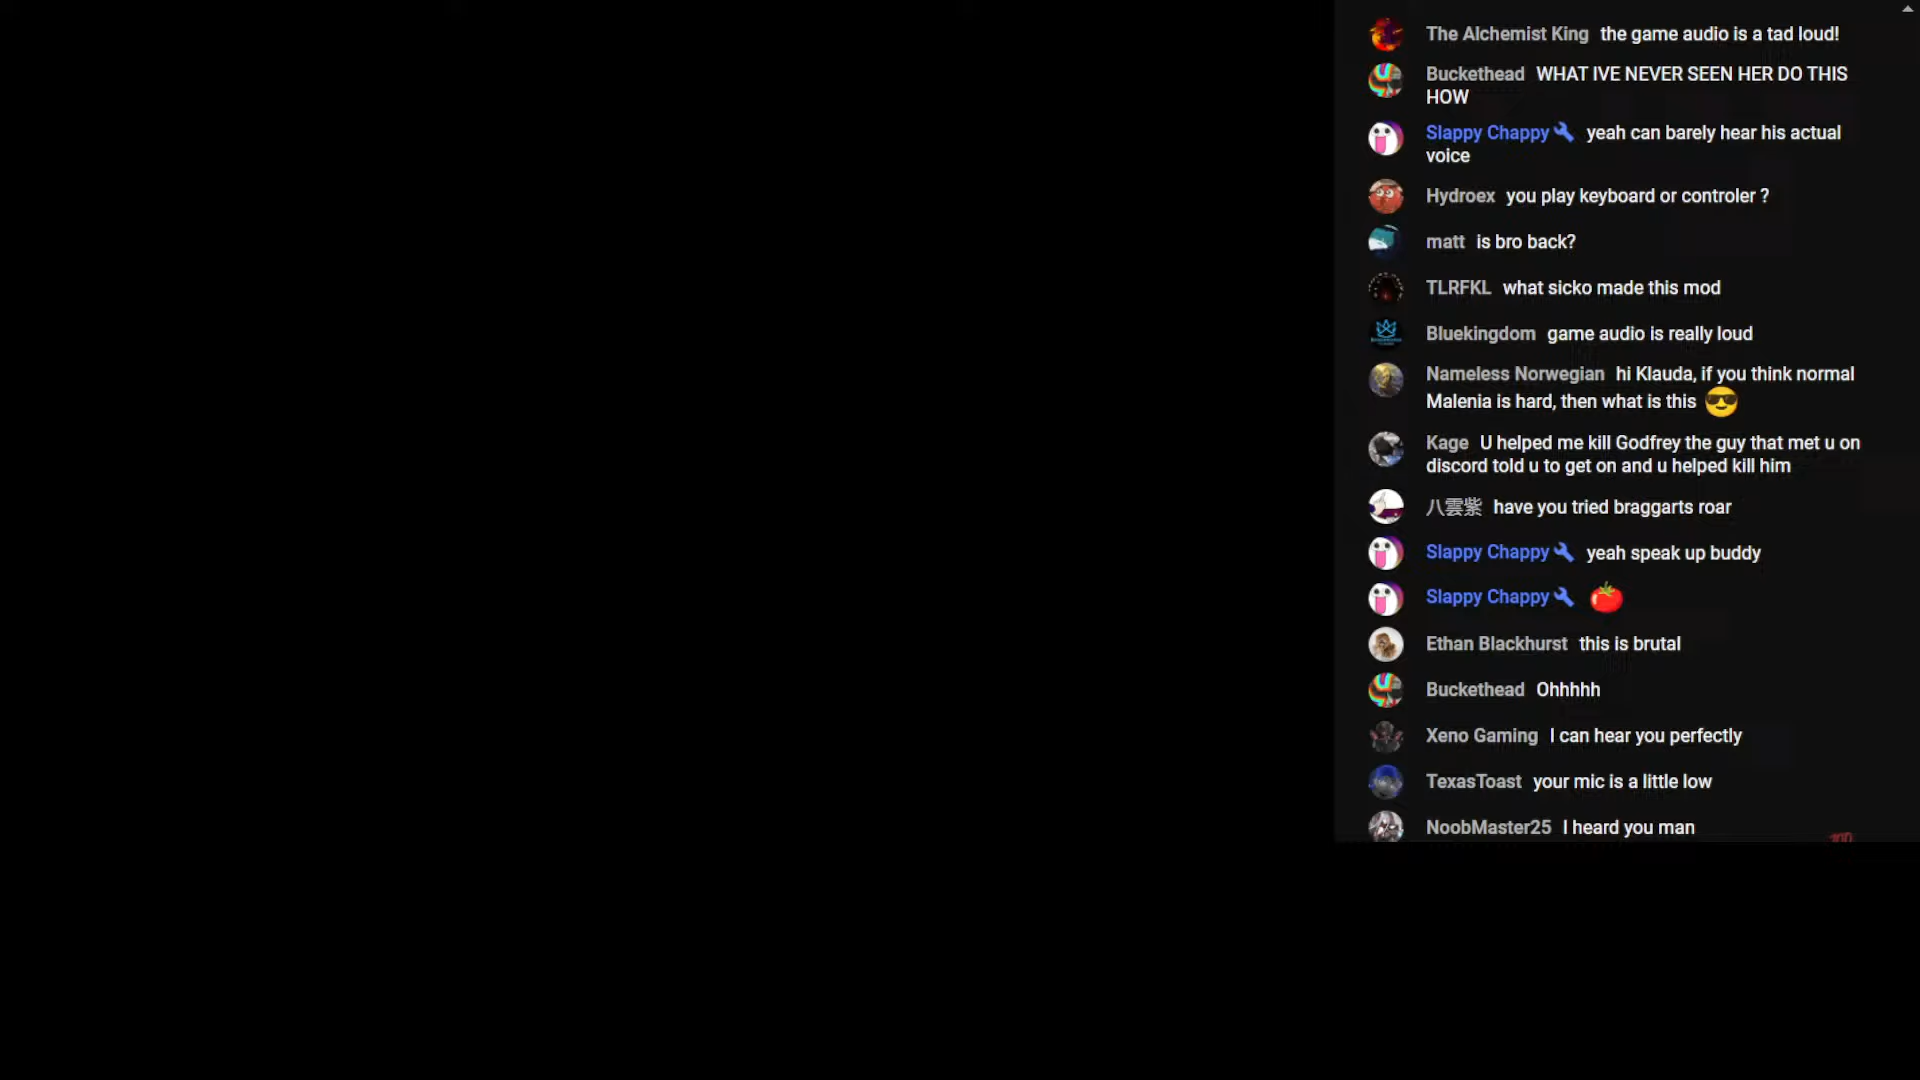 The Alchemist King the game audio is a tad loud!
Buckethead WHAT IVE NEVER SEEN HER DO THIS
HOW
Slappy Chappy yeah can barely hear his actual
voice
Hydroex you play keyboard or controler ?
matt is bro back?
TLRFKL what sicko made this mod
Bluekingdom game audio is really loud
Nameless Norwegian hi Klauda, if you think normal
Malenia is hard, then what is this 😎
Kage U helped me kill Godfrey the guy that met u on
discord told u to get on and u helped kill him
八雲紫 have you tried braggarts roar
Slappy Chappy yeah speak up buddy
Slappy Chappy 🍅
Ethan Blackhurst this is brutal
Buckethead Ohhhhh
Xeno Gaming I can hear you perfectly
TexasToast your mic is a little low
NoobMaster25 I heard you man